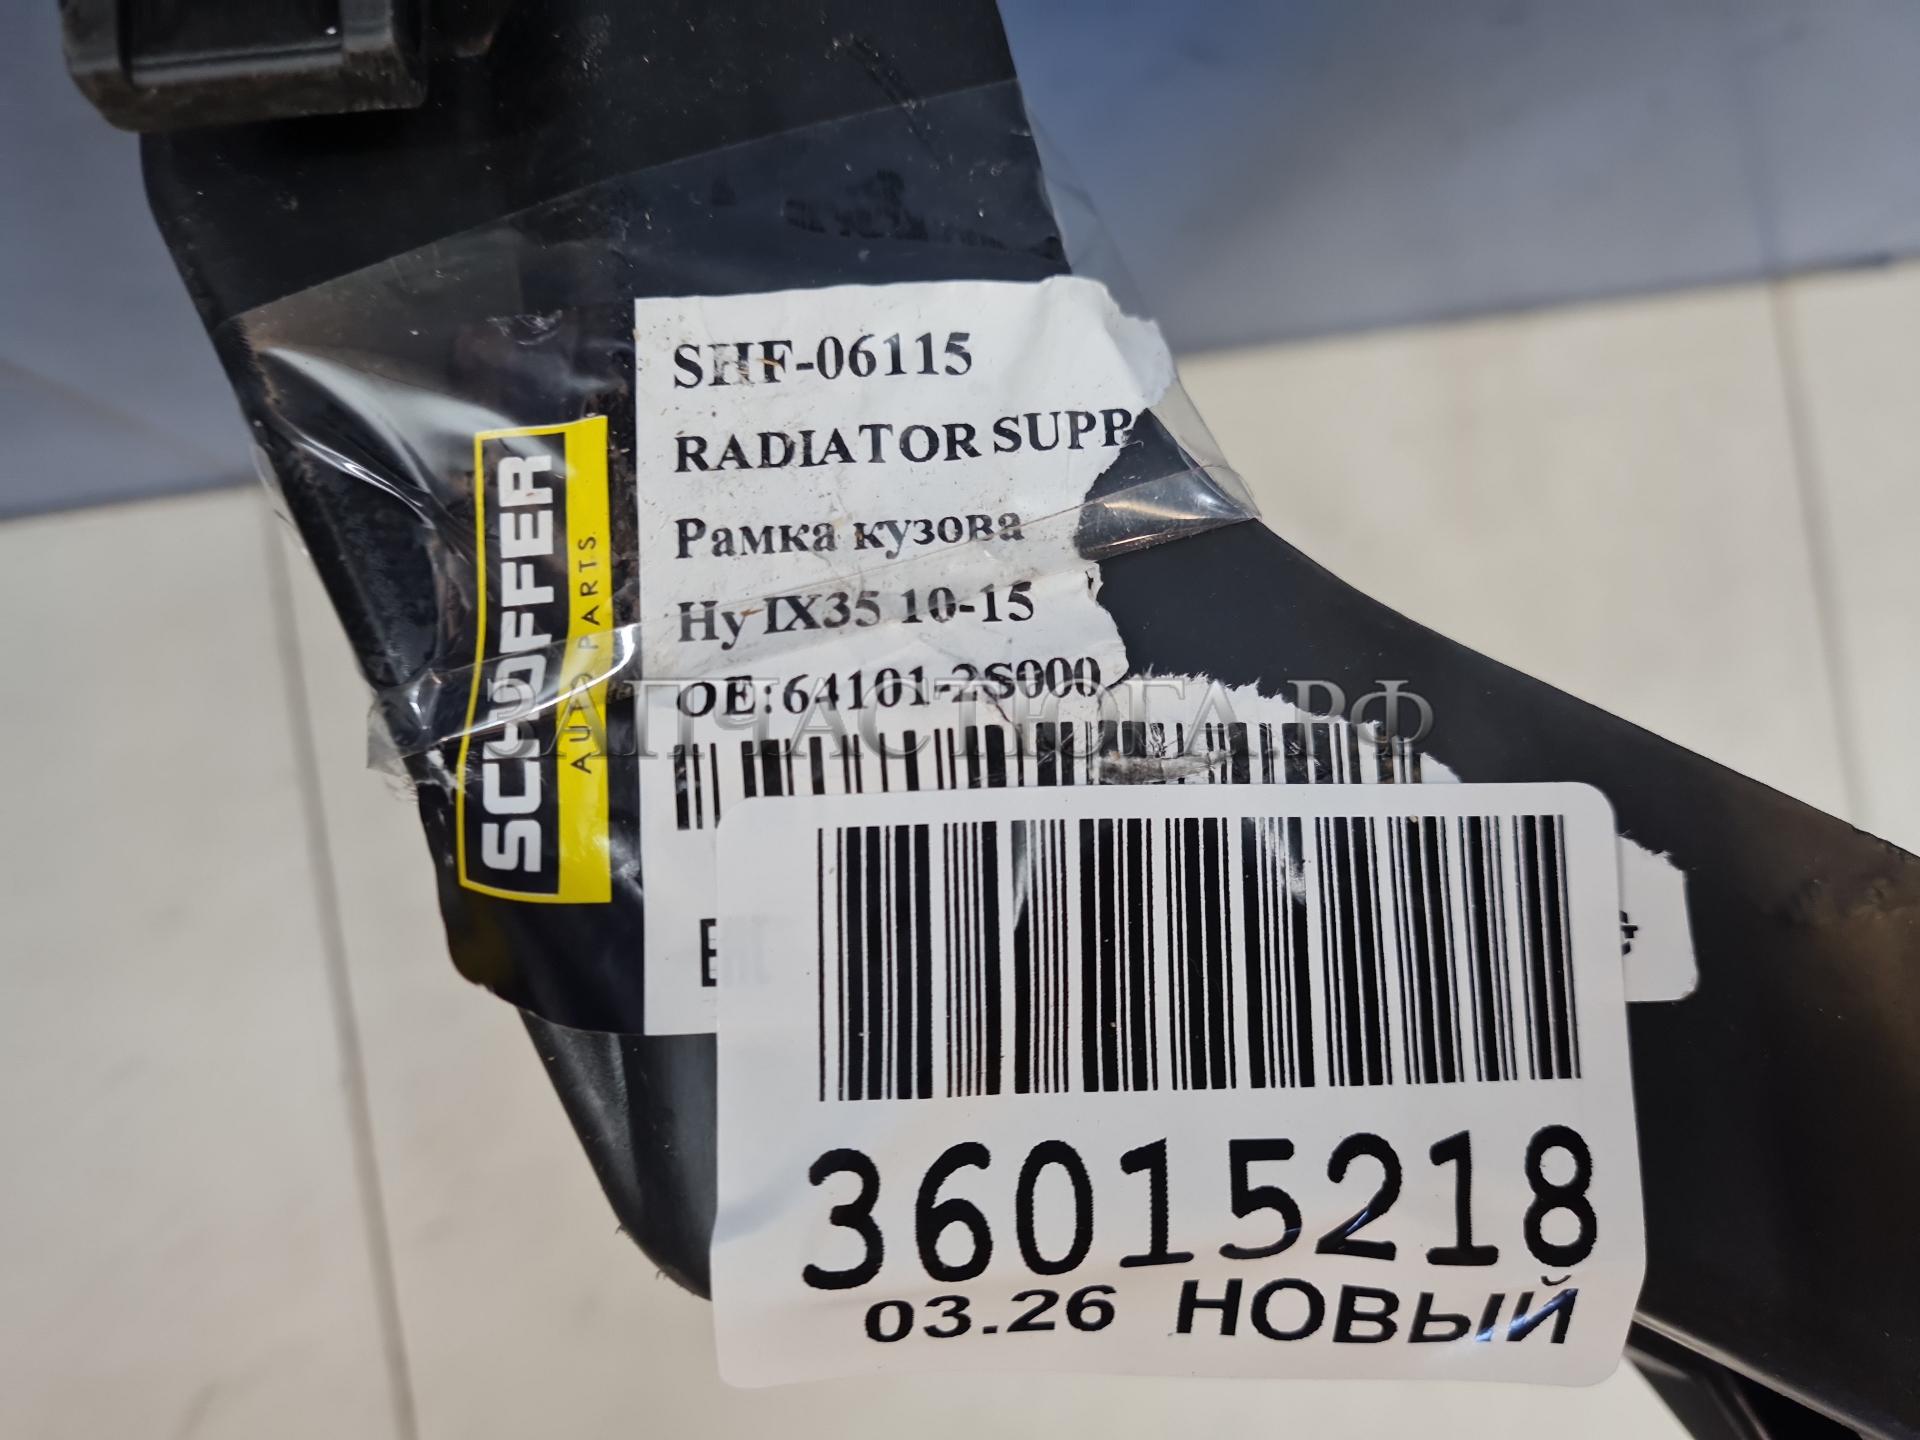 SHF-06115
RADIATOR SUPP
Рамка кузова
Hy IX35 10-15
OE:64101-2S000
SCHOFFER
AUTO PARTS
ЗАПЧАСТЮГА.РФ
36015218
03.26 НОВЫЙ